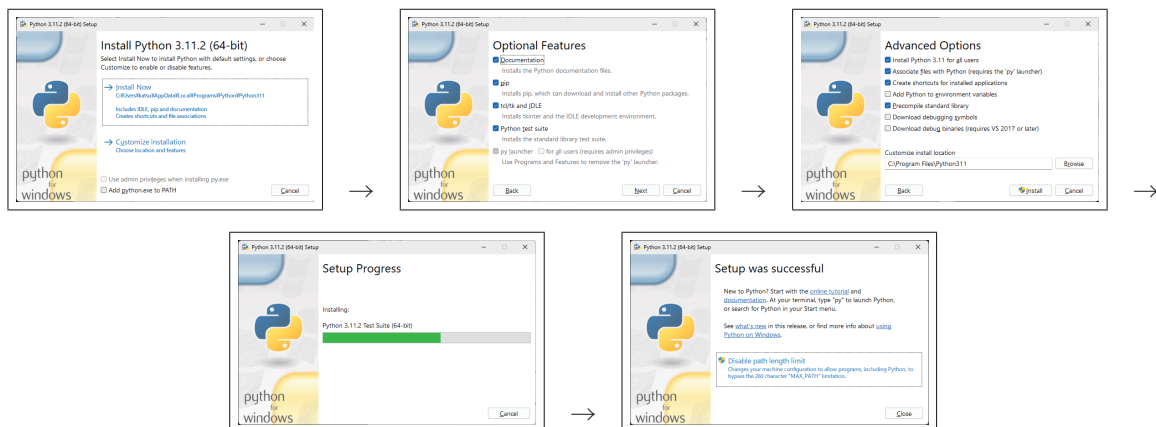 Python 3.11.2 (64-bit) Setup
Install Python 3.11.2 (64-bit)
Select Install Now to install Python with default settings, or choose
Customize to enable or disable features.
→ Install Now
C:¥Users¥katsu¥AppData¥Local¥Programs¥Python¥Python311
Includes IDLE, pip and documentation
Creates shortcuts and file associations
→ Customize installation
Choose location and features
Use admin privileges when installing py.exe
Add python.exe to PATH
Cancel
python
for
windows
→
Python 3.11.2 (64-bit) Setup
Optional Features
Documentation
Installs the Python documentation files.
pip
Installs pip, which can download and install other Python packages.
tcl/tk and IDLE
Installs tkinter and the IDLE development environment.
Python test suite
Installs the standard library test suite.
py launcher for all users (requires admin privileges)
Use Programs and Features to remove the 'py' launcher.
Back
Next
Cancel
python
for
windows
→
Python 3.11.2 (64-bit) Setup
Advanced Options
Install Python 3.11 for all users
Associate files with Python (requires the 'py' launcher)
Create shortcuts for installed applications
Add Python to environment variables
Precompile standard library
Download debugging symbols
Download debug binaries (requires VS 2017 or later)
Customize install location
C:\Program Files\Python311
Browse
Back
Install
Cancel
python
for
windows
→
Python 3.11.2 (64-bit) Setup
Setup Progress
Installing:
Python 3.11.2 Test Suite (64-bit)
Cancel
python
for
windows
→
Python 3.11.2 (64-bit) Setup
Setup was successful
New to Python? Start with the online tutorial and
documentation. At your terminal, type "py" to launch Python,
or search for Python in your Start menu.
See what's new in this release, or find more info about using
Python on Windows.
Disable path length limit
Changes your machine configuration to allow programs, including Python, to
bypass the 260 character "MAX_PATH" limitation.
Close
python
for
windows